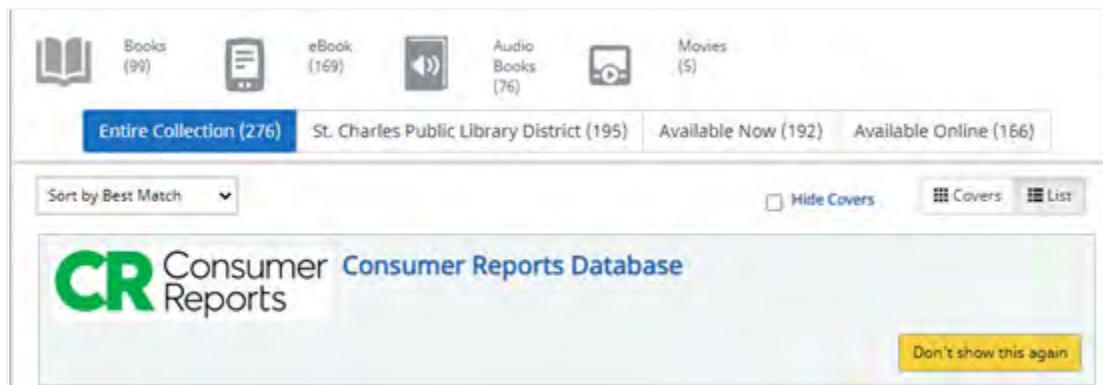 Books
(99)
eBook
(169)
Audio
Books
(76)
Movies
(5)
Entire Collection (276)
St. Charles Public Library District (195)
Available Now (192)
Available Online (166)
Sort by Best Match
Hide Covers
Covers
List
CR Consumer
Reports
Consumer Reports Database
Don't show this again